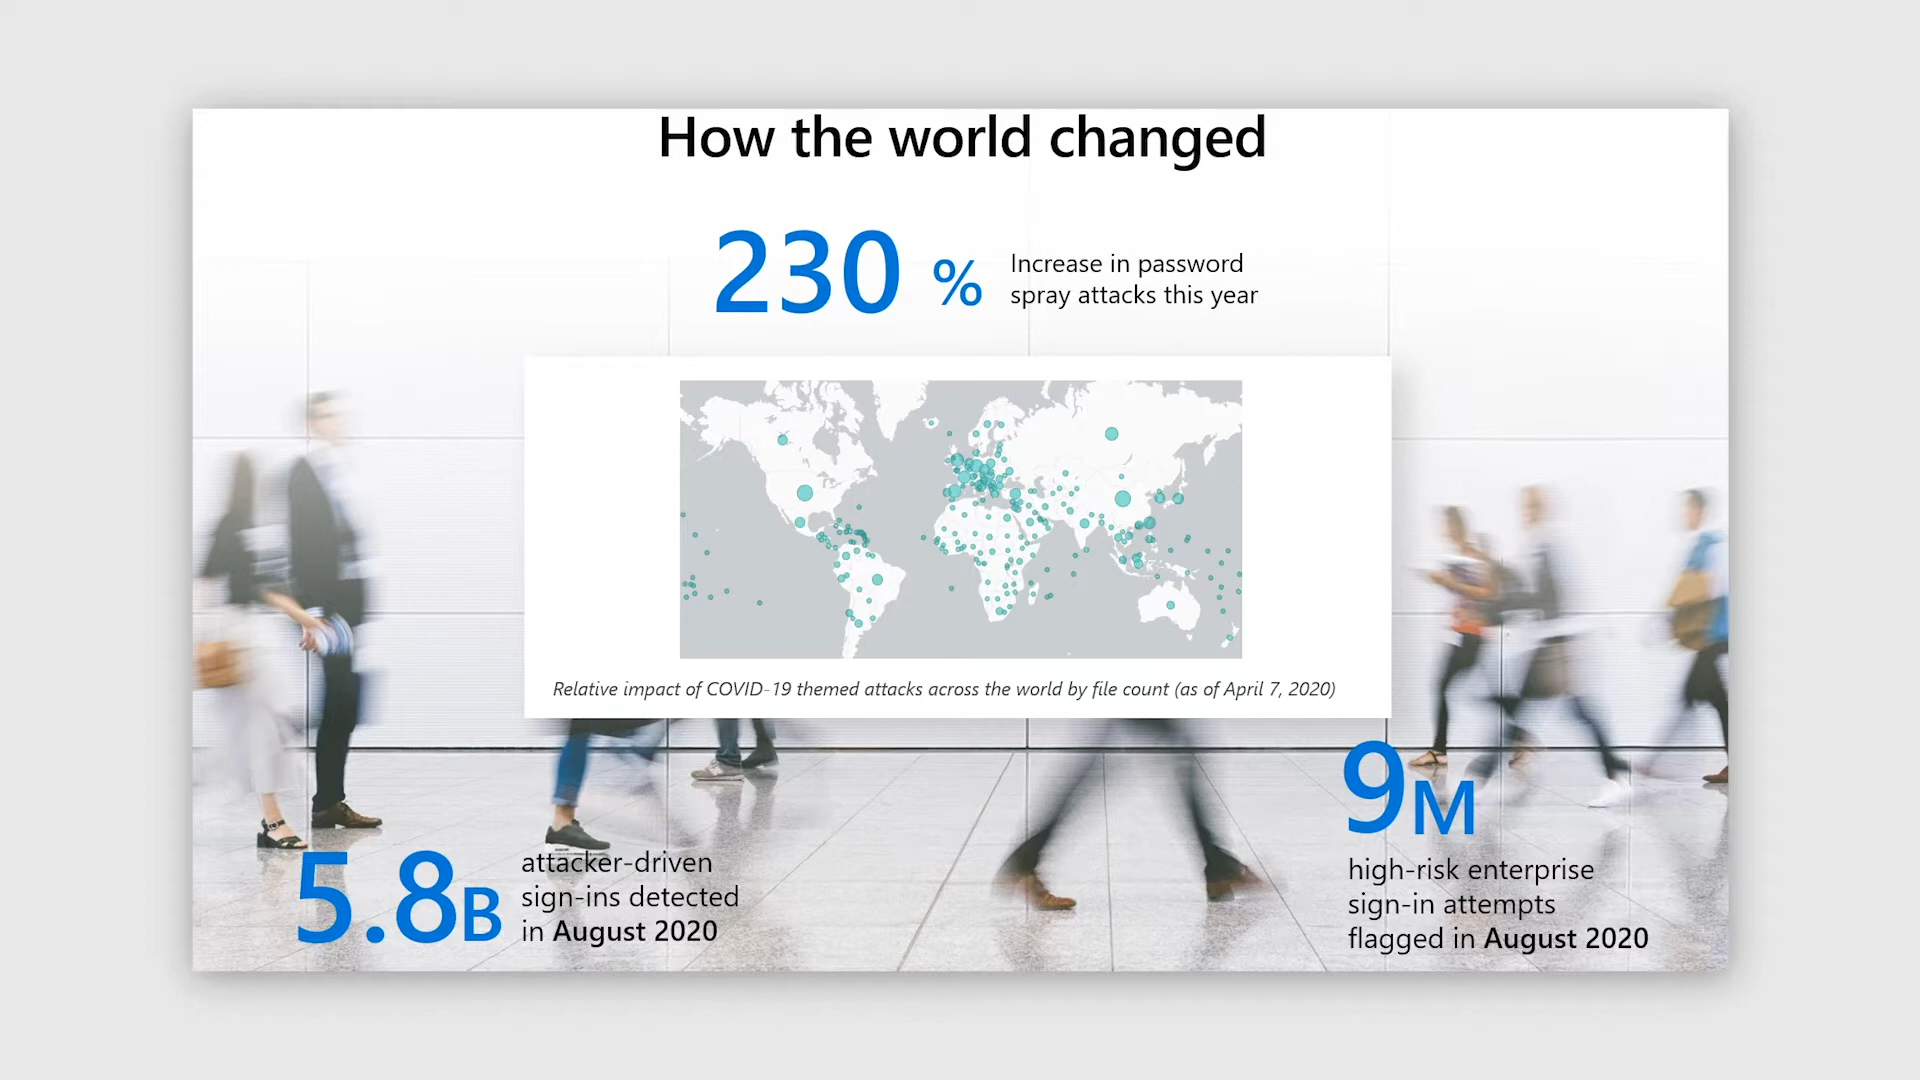 How the world changed
230 %
Increase in password
spray attacks this year
Relative impact of COVID-19 themed attacks across the world by file count (as of April 7, 2020)
5.8B
attacker-driven
sign-ins detected
in August 2020
9M
high-risk enterprise
sign-in attempts
flagged in August 2020